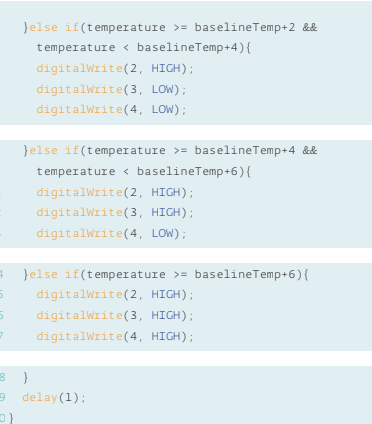 }else if(temperature >= baselineTemp+2 &&
temperature < baselineTemp+4){
digitalWrite(2, HIGH);
digitalWrite(3, LOW);
digitalWrite(4, LOW);
}else if(temperature >= baselineTemp+4 &&
temperature < baselineTemp+6){
digitalWrite(2, HIGH);
digitalWrite(3, HIGH);
digitalWrite(4, LOW);
4 }else if(temperature >= baselineTemp+6){
5 digitalWrite(2, HIGH);
6 digitalWrite(3, HIGH);
7 digitalWrite(4, HIGH);
8 }
9 delay(1);
0 }